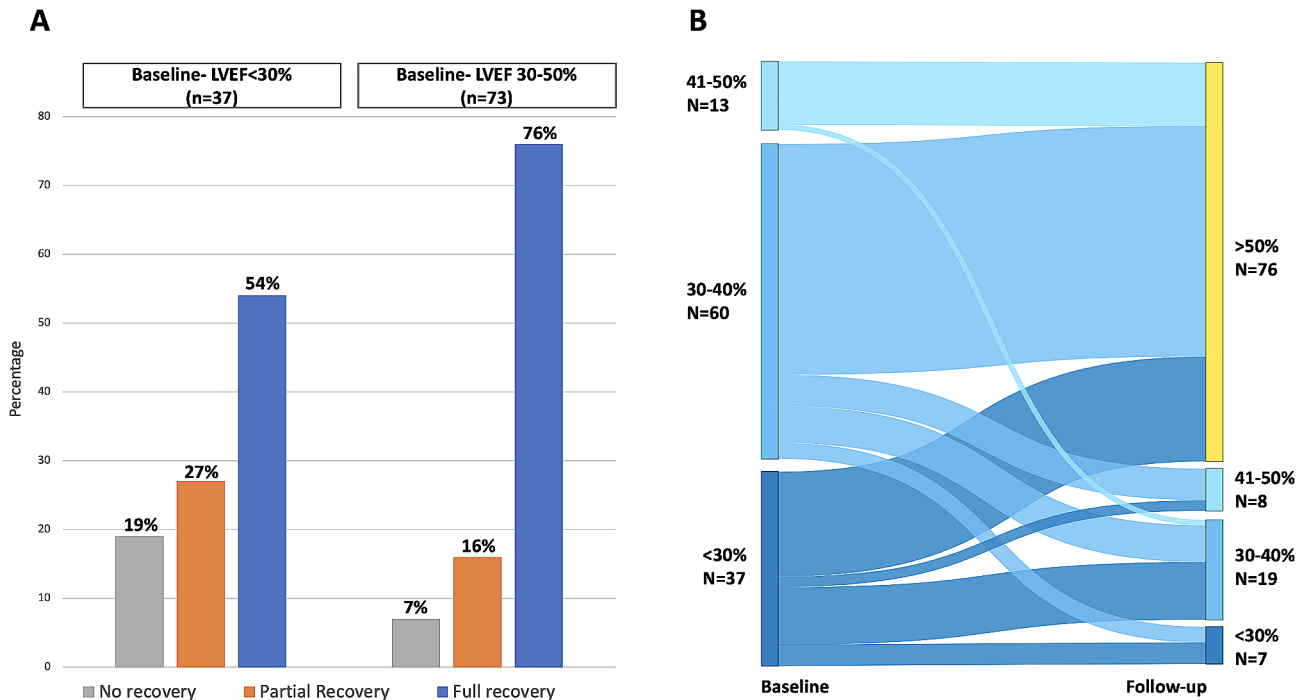 A
Baseline- LVEF<30%
(n=37)
Baseline- LVEF 30-50%
(n=73)
Percentage
80
70
60
50
40
30
20
10
0
19%
27%
54%
7%
16%
76%
No recovery
Partial Recovery
Full recovery
B
41-50%
N=13
30-40%
N=60
<30%
N=37
>50%
N=76
41-50%
N=8
30-40%
N=19
<30%
N=7
Baseline
Follow-up